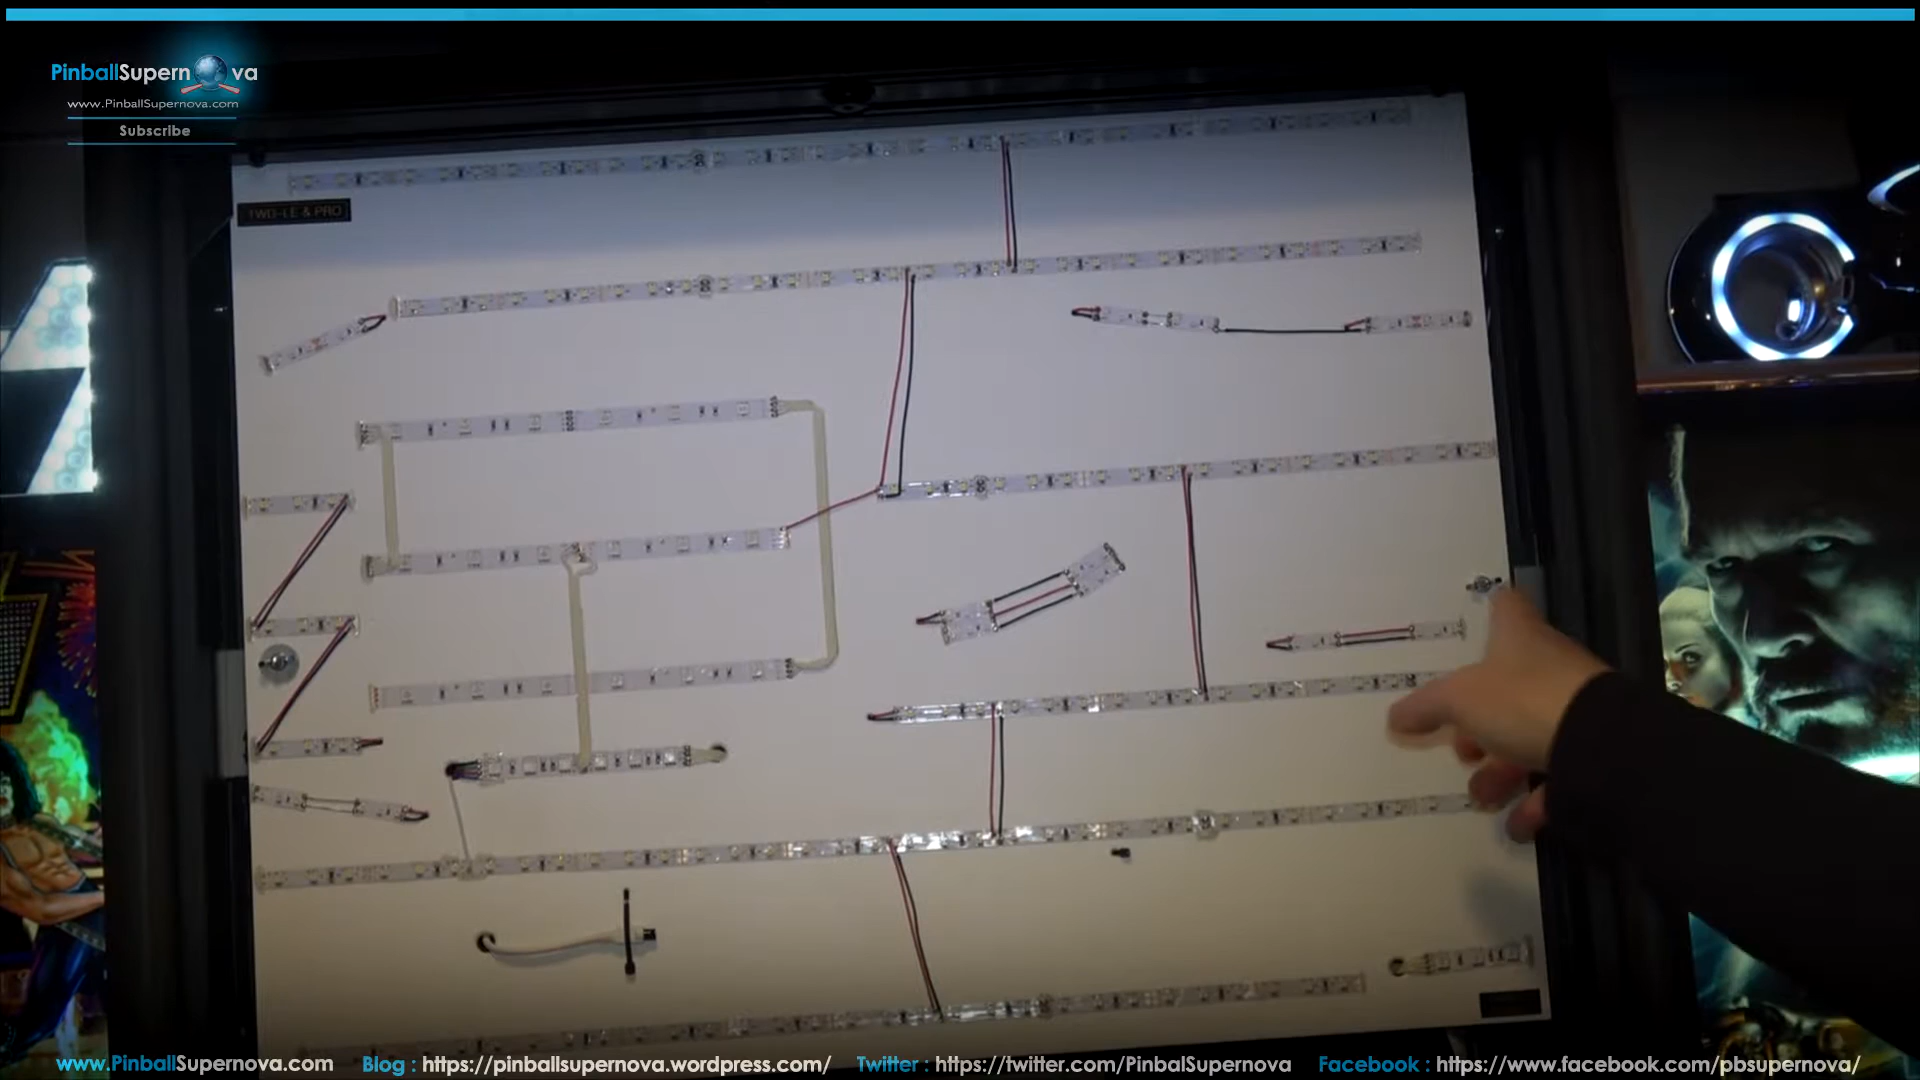 PinballSupernova
www.PinballSupernova.com
Subscribe
TWD-LE & PRO
www.PinballSupernova.com Blog : https://pinballsupernova.wordpress.com/ Twitter : https://twitter.com/PinbalSupernova Facebook : https://www.facebook.com/pbsupernova/